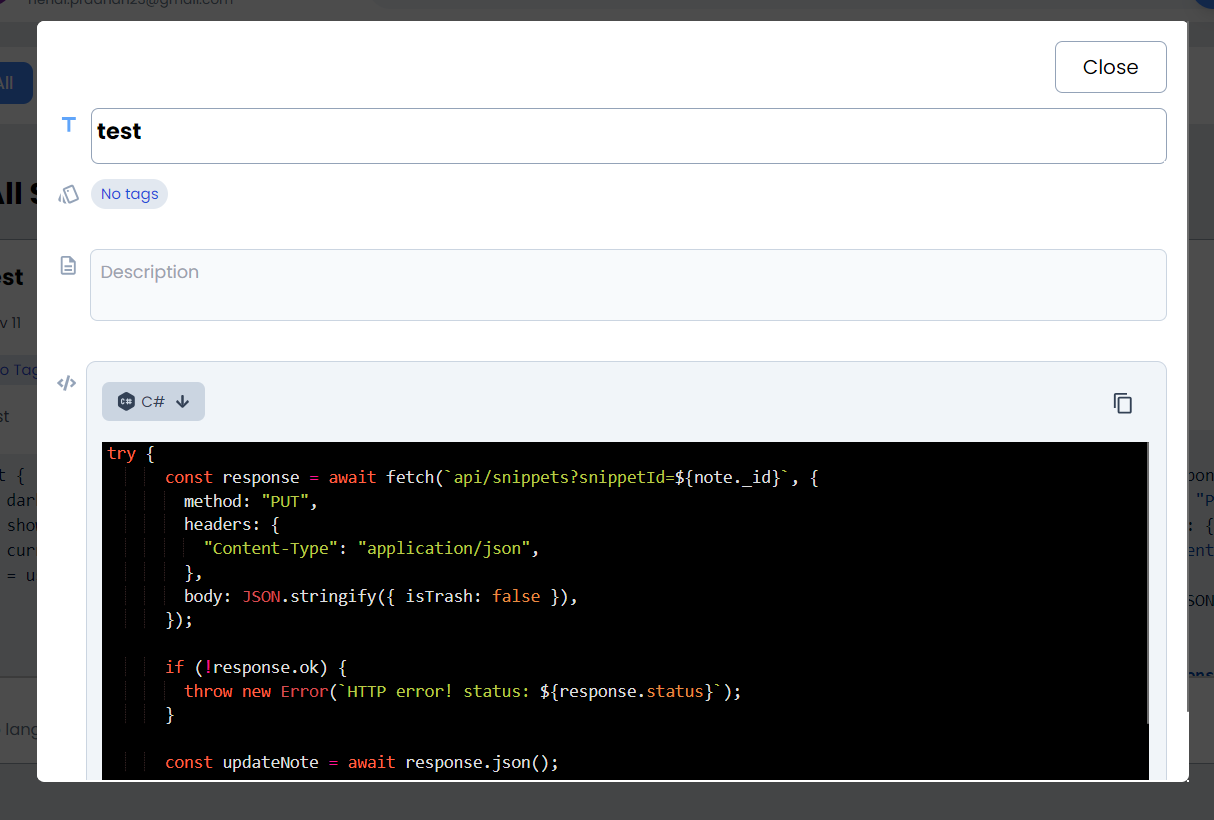 Close
T
test
No tags
Description
C#
try {
const response = await fetch(`api/snippets?snippetId=${note._id}`, {
method: "PUT",
headers: {
"Content-Type": "application/json",
},
body: JSON.stringify({ isTrash: false }),
});
if (!response.ok) {
throw new Error(`HTTP error! status: ${response.status}`);
}
const updateNote = await response.json();